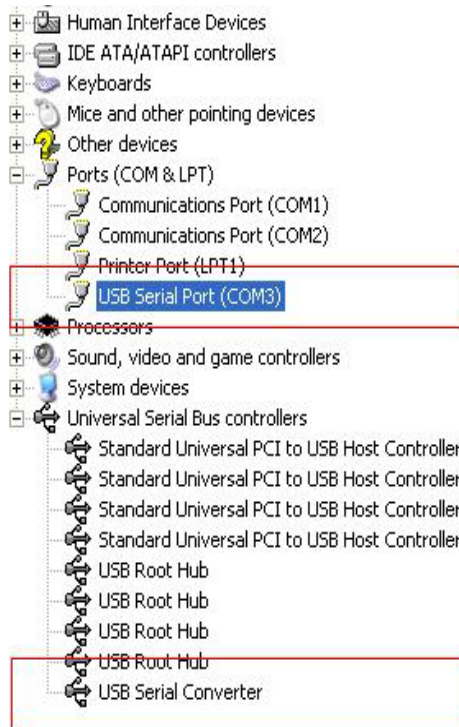 Human Interface Devices
IDE ATA/ATAPI controllers
Keyboards
Mice and other pointing devices
Other devices
Ports (COM & LPT)
Communications Port (COM1)
Communications Port (COM2)
Printer Port (LPT1)
USB Serial Port (COM3)
Processors
Sound, video and game controllers
System devices
Universal Serial Bus controllers
Standard Universal PCI to USB Host Controller
Standard Universal PCI to USB Host Controller
Standard Universal PCI to USB Host Controller
Standard Universal PCI to USB Host Controller
USB Root Hub
USB Root Hub
USB Root Hub
USB Root Hub
USB Serial Converter